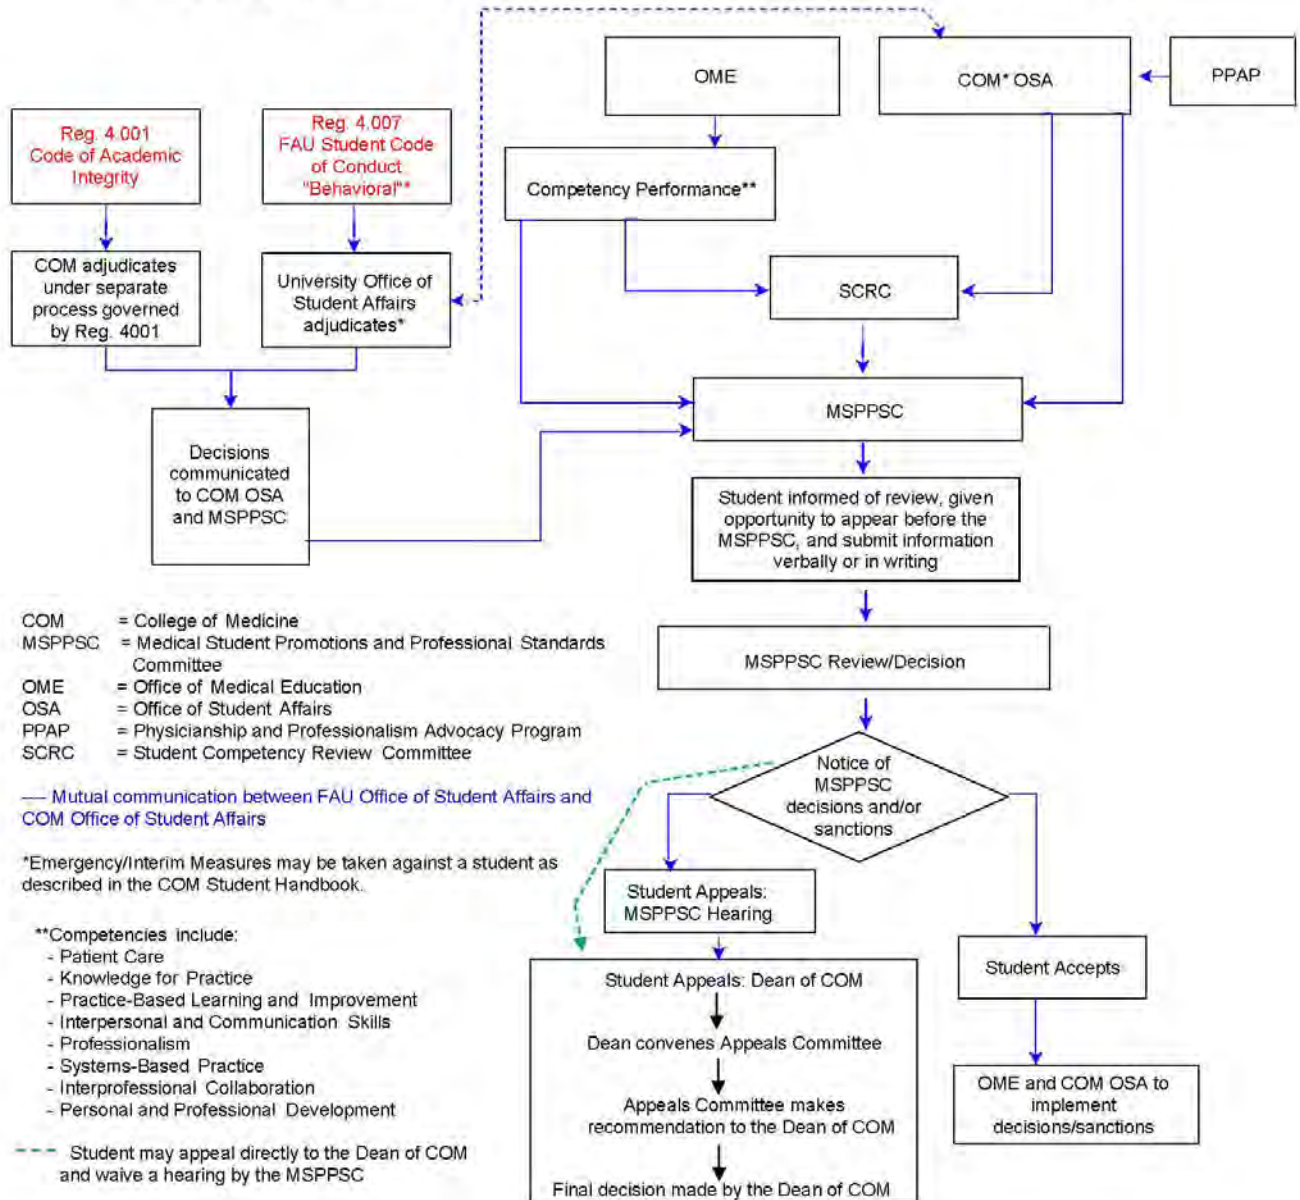 OME
COM* OSA
PPAP
Reg. 4.001
Code of Academic
Integrity
Reg. 4.007
FAU Student Code
of Conduct
"Behavioral"*
Competency Performance**
COM adjudicates
under separate
process governed
by Reg. 4001
University Office of
Student Affairs
adjudicates*
SCRC
MSPPSC
Decisions
communicated
to COM OSA
and MSPPSC
Student informed of review, given
opportunity to appear before the
MSPPSC, and submit information
verbally or in writing
MSPPSC Review/Decision
Notice of
MSPPSC
decisions and/or
sanctions
Student Appeals:
MSPPSC Hearing
Student Accepts
Student Appeals: Dean of COM
Dean convenes Appeals Committee
Appeals Committee makes
recommendation to the Dean of COM
Final decision made by the Dean of COM
OME and COM OSA to
implement
decisions/sanctions
COM = College of Medicine
MSPPSC = Medical Student Promotions and Professional Standards
Committee
OME = Office of Medical Education
OSA = Office of Student Affairs
PPAP = Physicianship and Professionalism Advocacy Program
SCRC = Student Competency Review Committee
Mutual communication between FAU Office of Student Affairs and
COM Office of Student Affairs
*Emergency/Interim Measures may be taken against a student as
described in the COM Student Handbook.
**Competencies include:
- Patient Care
- Knowledge for Practice
- Practice-Based Learning and Improvement
- Interpersonal and Communication Skills
- Professionalism
- Systems-Based Practice
- Interprofessional Collaboration
- Personal and Professional Development
Student may appeal directly to the Dean of COM
and waive a hearing by the MSPPSC